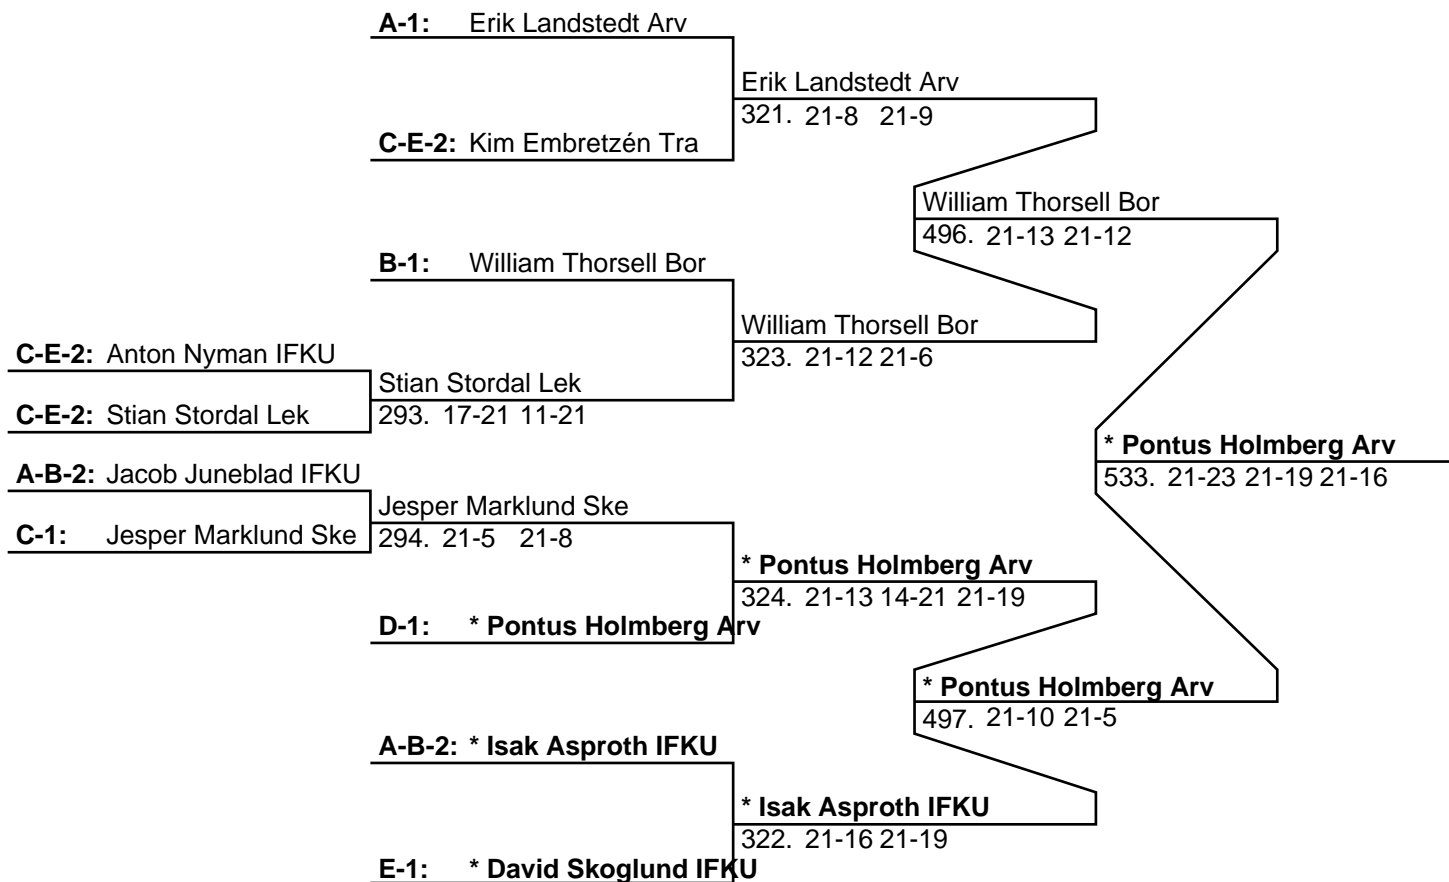 A-1: Erik Landstedt Arv
Erik Landstedt Arv
321. 21-8 21-9
C-E-2: Kim Embretzén Tra
William Thorsell Bor
496. 21-13 21-12
B-1: William Thorsell Bor
William Thorsell Bor
323. 21-12 21-6
C-E-2: Anton Nyman IFKU
Stian Stordal Lek
293. 17-21 11-21
C-E-2: Stian Stordal Lek
* Pontus Holmberg Arv
533. 21-23 21-19 21-16
A-B-2: Jacob Juneblad IFKU
Jesper Marklund Ske
294. 21-5 21-8
C-1: Jesper Marklund Ske
* Pontus Holmberg Arv
324. 21-13 14-21 21-19
D-1: * Pontus Holmberg Arv
* Pontus Holmberg Arv
497. 21-10 21-5
A-B-2: * Isak Asproth IFKU
* Isak Asproth IFKU
322. 21-16 21-19
E-1: * David Skoglund IFKU